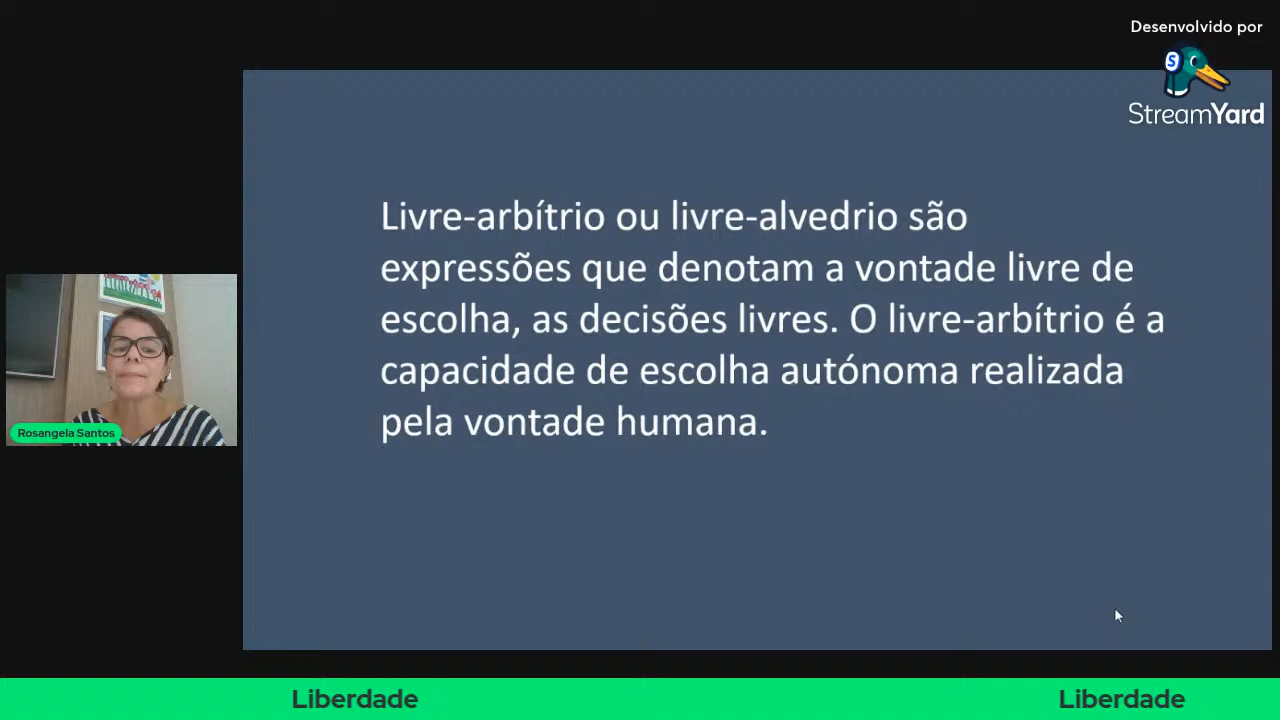 Desenvolvido por
StreamYard
Livre-arbítrio ou livre-alvedrio são
expressões que denotam a vontade livre de
escolha, as decisões livres. O livre-arbítrio é a
capacidade de escolha autónoma realizada
pela vontade humana.
Rosangela Santos
Liberdade
Liberdade